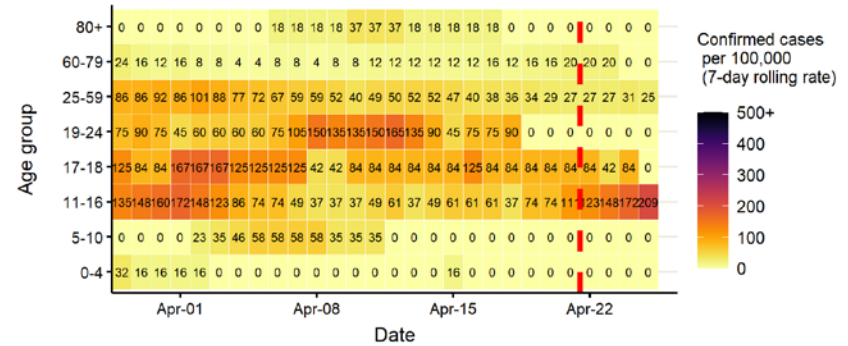 80+ 0 0 0 0 0 0 0 0 18 18 18 18 37 37 37 18 18 18 18 18 0 0 0 0 0 0 0 0
60-79 24 16 12 16 8 8 4 4 8 8 4 8 8 12 12 12 12 12 12 16 12 16 16 20 20 20 0 0
25-59 86 86 92 86 101 88 77 72 67 59 59 52 40 49 50 52 52 47 40 38 36 34 29 27 27 27 31 25
19-24 75 90 75 45 60 60 60 60 75 105 150 135 135 150 165 135 90 45 75 75 90 0 0 0 0 0 0 0
17-18 125 84 84 167 167 167 125 125 125 125 42 42 84 84 84 84 84 84 125 84 84 84 84 84 84 42 84 0
11-16 135 148 160 172 148 123 86 74 74 49 37 37 37 49 61 37 49 61 61 61 37 74 74 111 123 148 172 209
5-10 0 0 0 0 23 35 46 58 58 58 58 35 35 35 0 0 0 0 0 0 0 0 0 0 0 0 0 0
0-4 32 16 16 16 16 0 0 0 0 0 0 0 0 0 0 0 0 16 0 0 0 0 0 0 0 0 0 0
Apr-01 Apr-08 Apr-15 Apr-22
Date
Age group
Confirmed cases
per 100,000
(7-day rolling rate)
500+
400
300
200
100
0